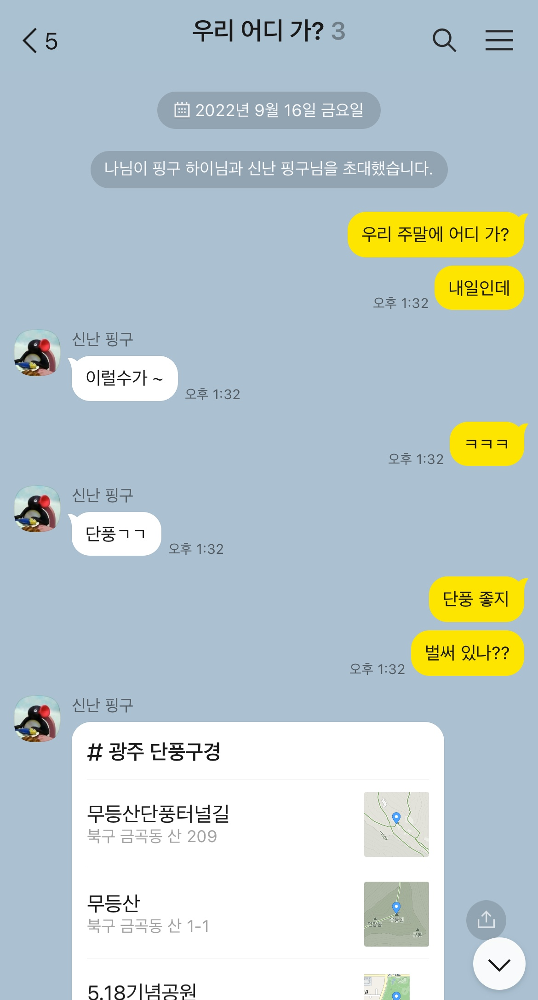 5
우리 어디 가? 3
2022년 9월 16일 금요일
나님이 핑구 하이님과 신난 핑구님을 초대했습니다.
우리 주말에 어디 가?
내일인데
오후 1:32
신난 핑구
이럴수가 ~
오후 1:32
ㅋㅋㅋ
오후 1:32
신난 핑구
단풍ㄱㄱ
오후 1:32
단풍 좋지
벌써 있나??
오후 1:32
신난 핑구
# 광주 단풍구경
무등산단풍터널길
북구 금곡동 산 209
400m
무등산
북구 금곡동 산 1-1
인왕봉
무등산
규봉
5.18기념공원
원